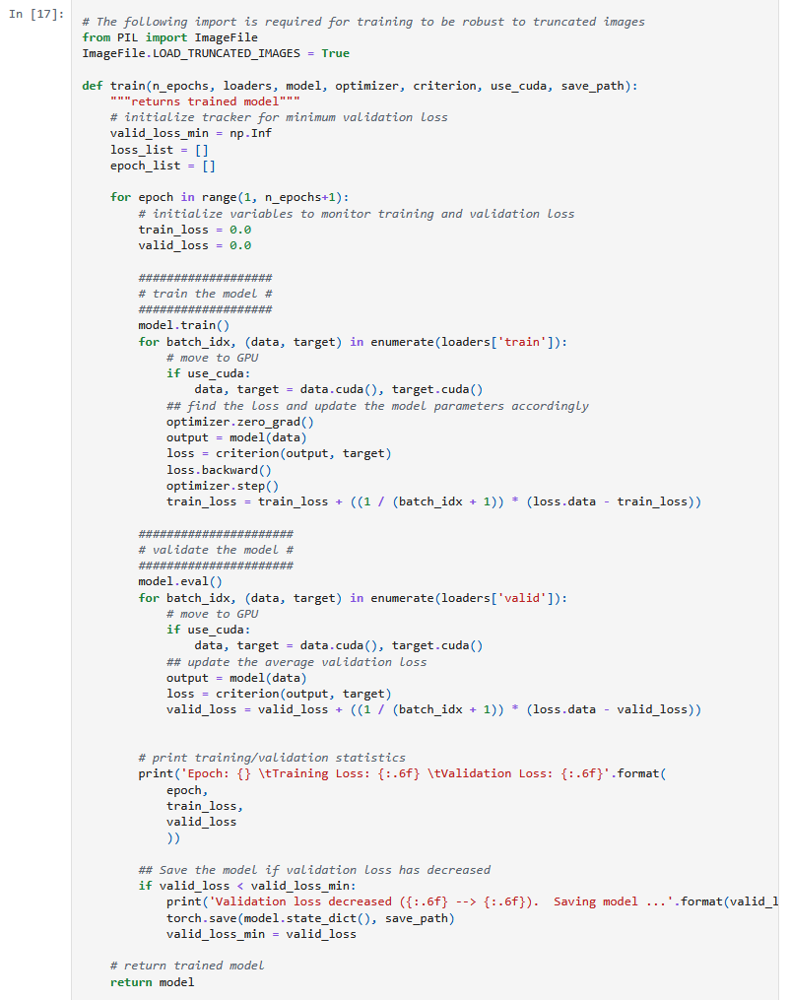 In [17]:
# The following import is required for training to be robust to truncated images
from PIL import ImageFile
ImageFile.LOAD_TRUNCATED_IMAGES = True

def train(n_epochs, loaders, model, optimizer, criterion, use_cuda, save_path):
    """returns trained model"""
    # initialize tracker for minimum validation loss
    valid_loss_min = np.Inf
    loss_list = []
    epoch_list = []

    for epoch in range(1, n_epochs+1):
        # initialize variables to monitor training and validation loss
        train_loss = 0.0
        valid_loss = 0.0

        ###################
        # train the model #
        ###################
        model.train()
        for batch_idx, (data, target) in enumerate(loaders['train']):
            # move to GPU
            if use_cuda:
                data, target = data.cuda(), target.cuda()
            ## find the loss and update the model parameters accordingly
            optimizer.zero_grad()
            output = model(data)
            loss = criterion(output, target)
            loss.backward()
            optimizer.step()
            train_loss = train_loss + ((1 / (batch_idx + 1)) * (loss.data - train_loss))

        ######################
        # validate the model #
        ######################
        model.eval()
        for batch_idx, (data, target) in enumerate(loaders['valid']):
            # move to GPU
            if use_cuda:
                data, target = data.cuda(), target.cuda()
            ## update the average validation loss
            output = model(data)
            loss = criterion(output, target)
            valid_loss = valid_loss + ((1 / (batch_idx + 1)) * (loss.data - valid_loss))


        # print training/validation statistics
        print('Epoch: {} \tTraining Loss: {:.6f} \tValidation Loss: {:.6f}'.format(
            epoch,
            train_loss,
            valid_loss
            ))

        ## Save the model if validation loss has decreased
        if valid_loss < valid_loss_min:
            print('Validation loss decreased ({:.6f} --> {:.6f}).  Saving model ...'.format(valid_l
            torch.save(model.state_dict(), save_path)
            valid_loss_min = valid_loss

    # return trained model
    return model